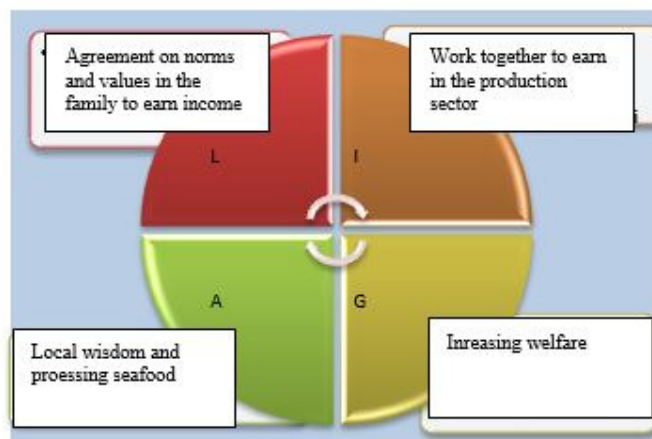 Agreement on norms
and values in the
family to earn income
Work together to earn
in the production
sector
L
I
A
G
Local wisdom and
proessing seafood
Inreasing welfare